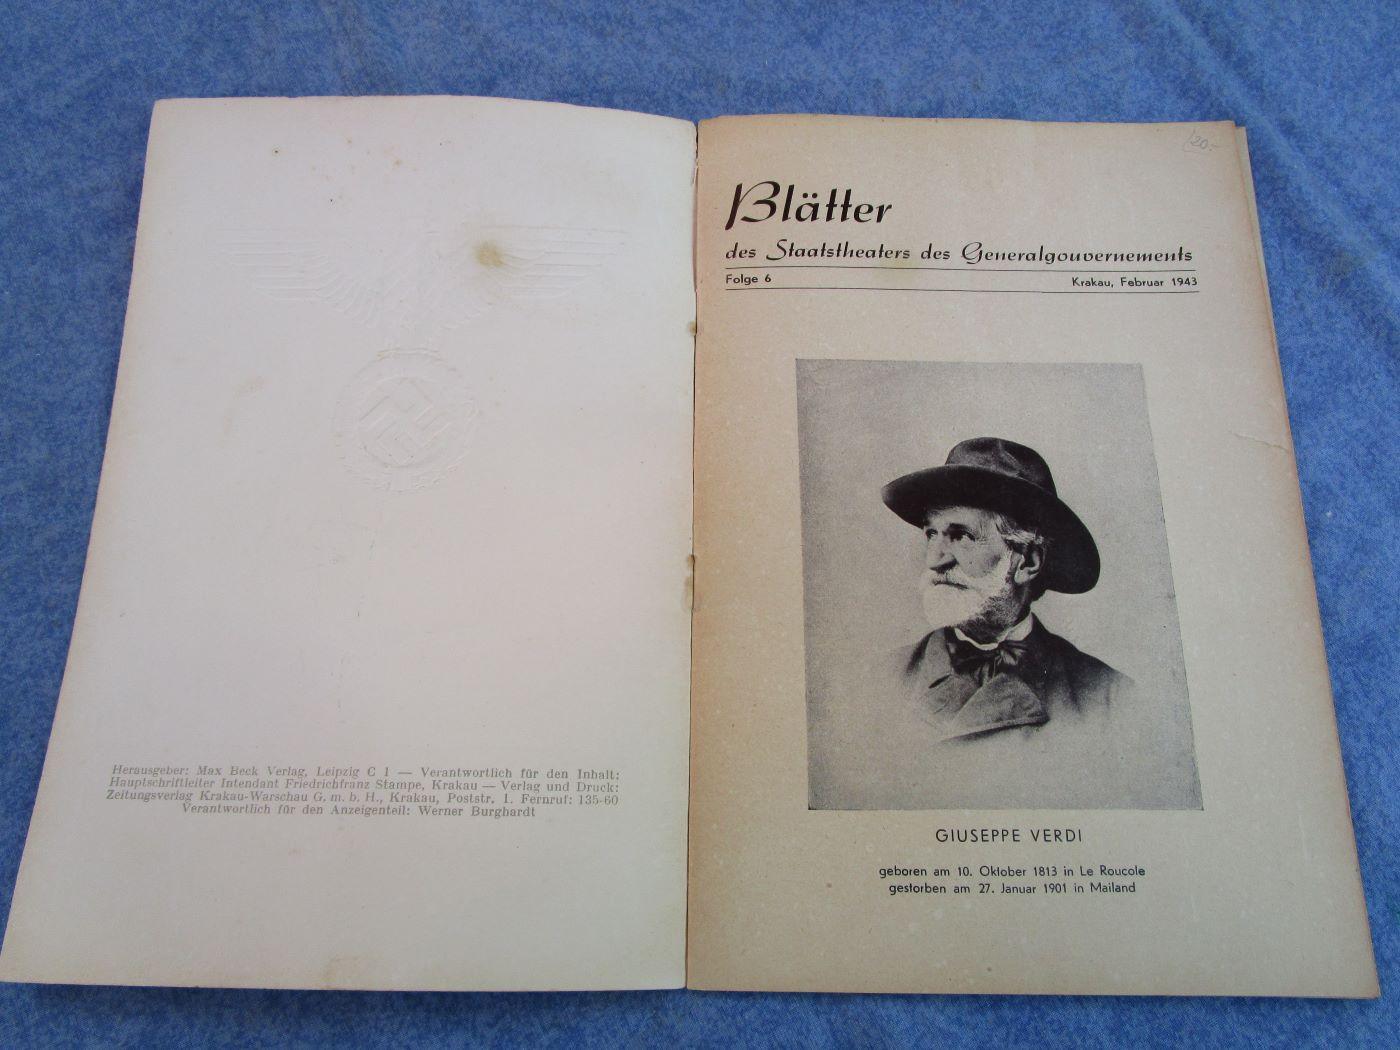 Herausgeber: Max Beck Verlag, Leipzig C 1 — Verantwortlich für den Inhalt:
Hauptschriftleiter Intendant Friedrichfranz Stampe, Krakau — Verlag und Druck:
Zeitungsverlag Krakau-Warschau G. m. b. H., Krakau, Poststr. 1. Fernruf: 135-60
Verantwortlich für den Anzeigenteil: Werner Burghardt
20.-
Blätter
des Staatstheaters des Generalgouvernements
Folge 6 Krakau, Februar 1943
GIUSEPPE VERDI
geboren am 10. Oktober 1813 in Le Roucole
gestorben am 27. Januar 1901 in Mailand